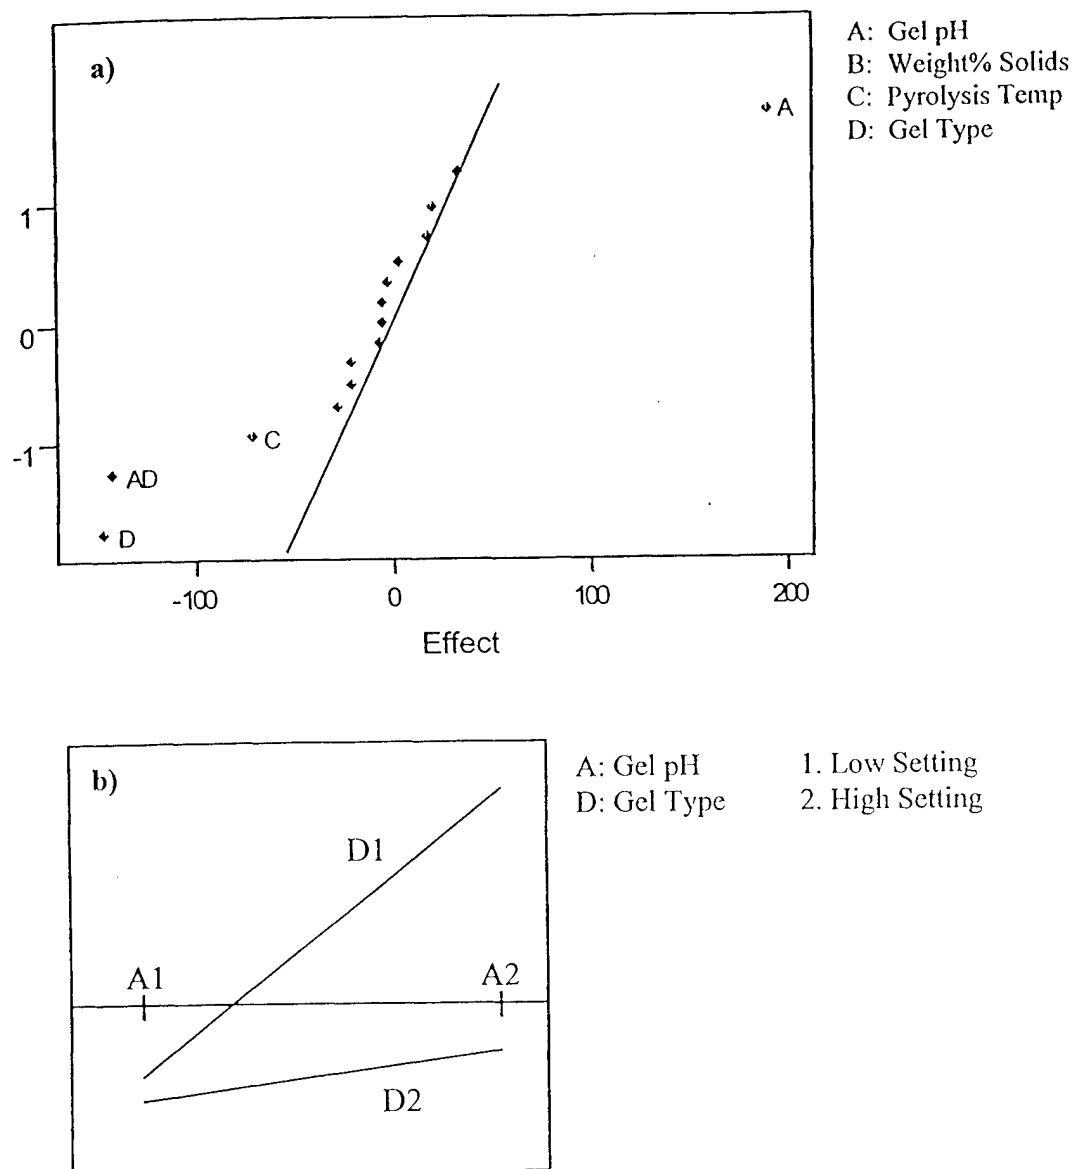 a)
A: Gel pH
B: Weight% Solids
C: Pyrolysis Temp
D: Gel Type
A
1
0
-1
C
AD
D
-100 0 100 200
Effect
b)
A: Gel pH 1. Low Setting
D: Gel Type 2. High Setting
D1
A1 A2
D2